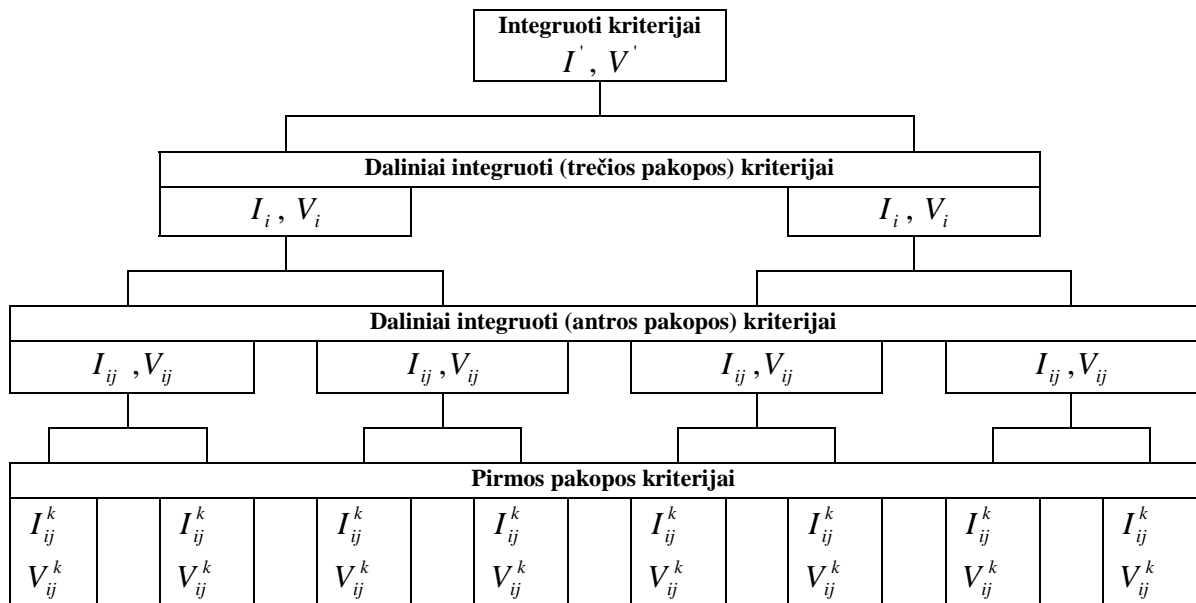 Integruoti kriterijai
I ' , V '
Daliniai integruoti (trečios pakopos) kriterijai
I_i , V_i I_i , V_i
Daliniai integruoti (antros pakopos) kriterijai
I_ij , V_ij I_ij , V_ij I_ij , V_ij I_ij , V_ij
Pirmos pakopos kriterijai
I_ij^k I_ij^k I_ij^k I_ij^k I_ij^k I_ij^k I_ij^k I_ij^k
V_ij^k V_ij^k V_ij^k V_ij^k V_ij^k V_ij^k V_ij^k V_ij^k